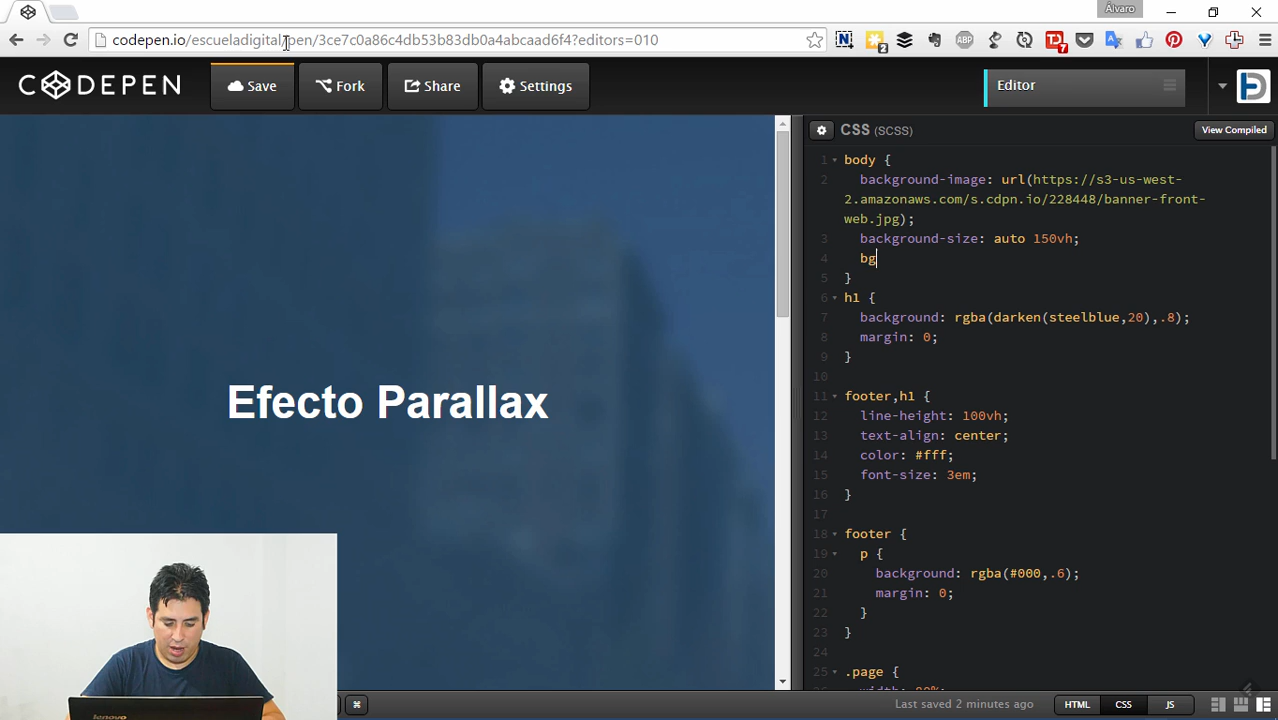 Álvaro
codepen.io/escueladigital/pen/3ce7c0a86c4db53b83db0a4abcaad6f4?editors=010
N
2
ABP
7
CODEPEN
Save
Fork
Share
Settings
Editor
CSS (SCSS)
View Compiled
1 body {
2 background-image: url(https://s3-us-west-
2.amazonaws.com/s.cdpn.io/228448/banner-front-
web.jpg);
3 background-size: auto 150vh;
4 bg
5 }
6 h1 {
7 background: rgba(darken(steelblue,20),.8);
8 margin: 0;
9 }
10
11 footer,h1 {
12 line-height: 100vh;
13 text-align: center;
14 color: #fff;
15 font-size: 3em;
16 }
17
18 footer {
19 p {
20 background: rgba(#000,.6);
21 margin: 0;
22 }
23 }
24
25 .page {
Efecto Parallax
lenovo
⌘
Last saved 2 minutes ago
HTML
CSS
JS